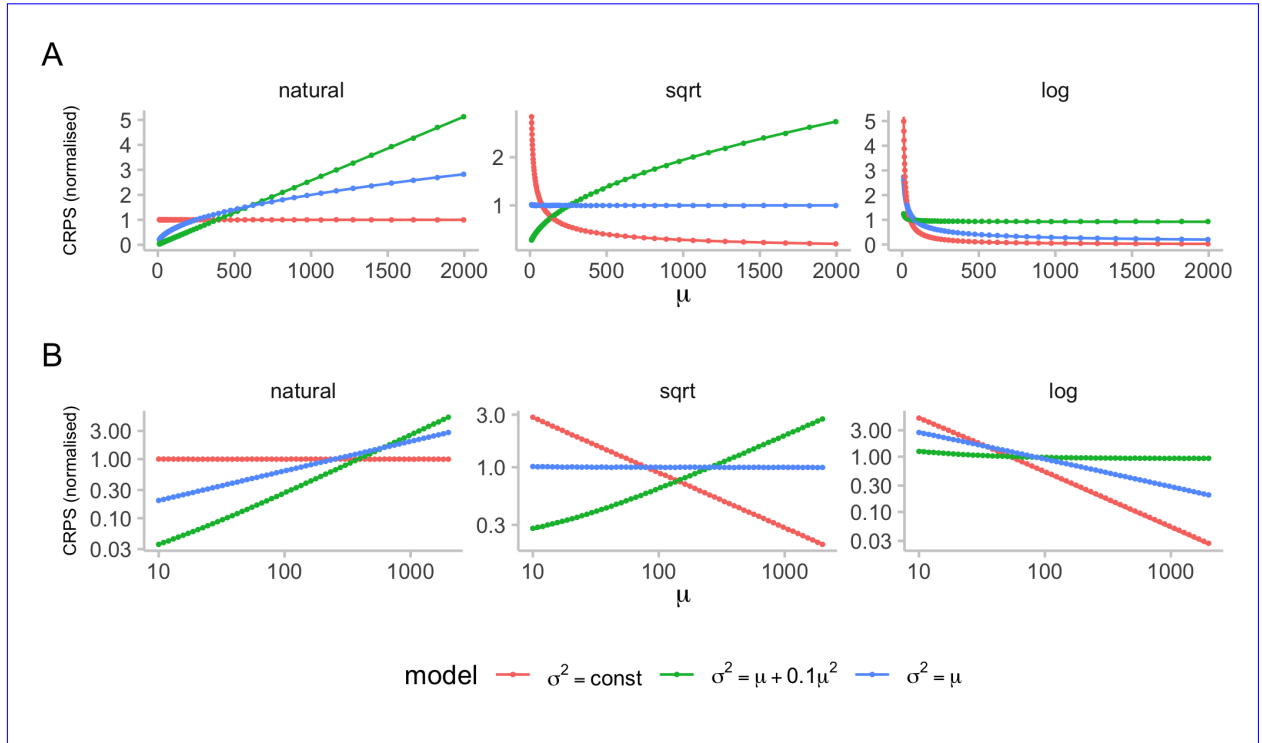 A
natural sqrt log
CRPS (normalised)
5
4
3
2
1
0
2
1
5
4
3
2
1
0
0 500 1000 1500 2000 0 500 1000 1500 2000 0 500 1000 1500 2000
μ
B
natural sqrt log
CRPS (normalised)
3.00
1.00
0.30
0.10
0.03
3.0
1.0
0.3
3.00
1.00
0.30
0.10
0.03
10 100 1000 10 100 1000 10 100 1000
μ
model σ² = const σ² = μ + 0.1μ² σ² = μ